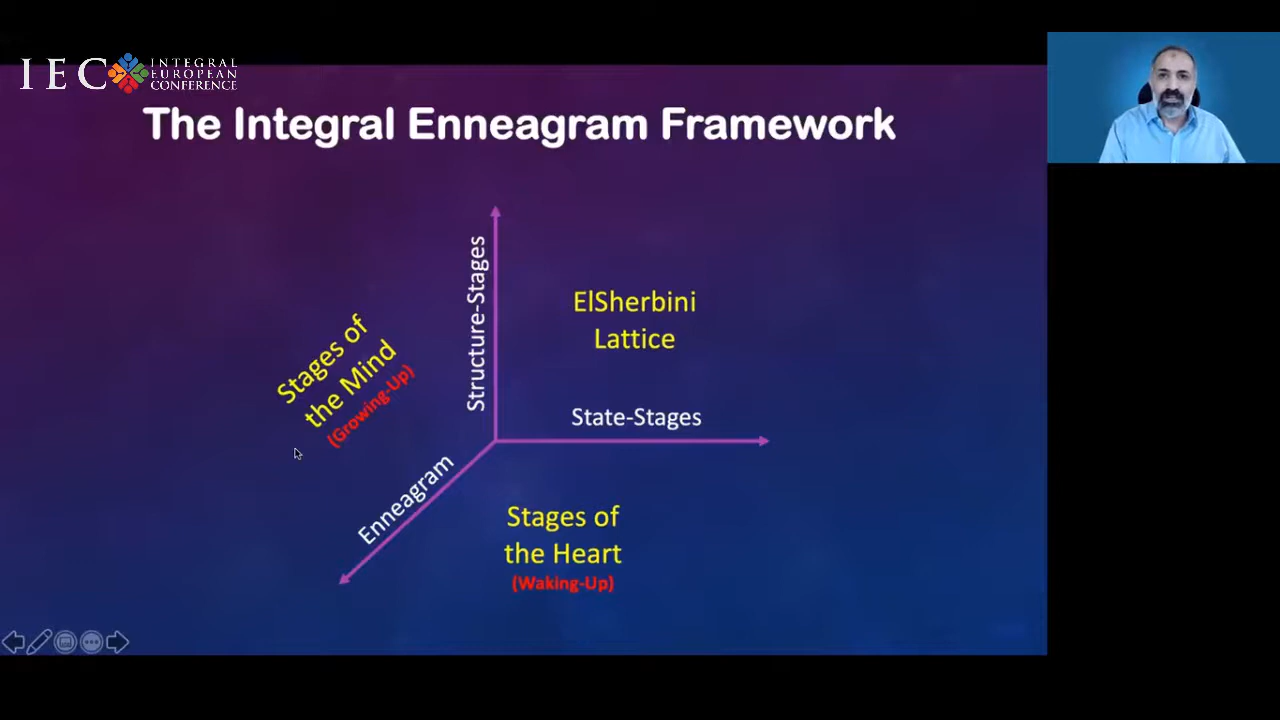 IEC
INTEGRAL
EUROPEAN
CONFERENCE
The Integral Enneagram Framework
Structure-Stages
ElSherbini
Lattice
Stages of
the Mind
(Growing-Up)
State-Stages
Enneagram
Stages of
the Heart
(Waking-Up)